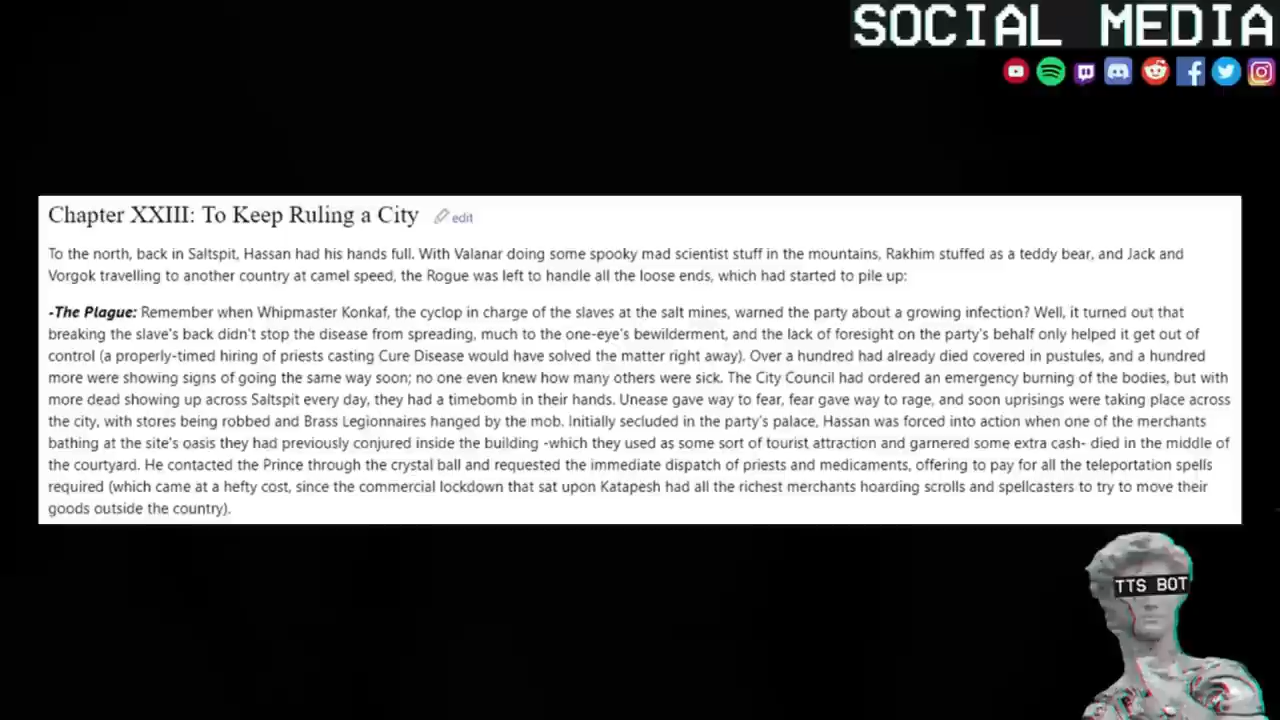 SOCIAL MEDIA
Chapter XXIII: To Keep Ruling a City edit
To the north, back in Saltspit, Hassan had his hands full. With Valanar doing some spooky mad scientist stuff in the mountains, Rakhim stuffed as a teddy bear, and Jack and
Vorgok travelling to another country at camel speed, the Rogue was left to handle all the loose ends, which had started to pile up:
-The Plague: Remember when Whipmaster Konkaf, the cyclop in charge of the slaves at the salt mines, warned the party about a growing infection? Well, it turned out that
breaking the slave's back didn't stop the disease from spreading, much to the one-eye's bewilderment, and the lack of foresight on the party's behalf only helped it get out of
control (a properly-timed hiring of priests casting Cure Disease would have solved the matter right away). Over a hundred had already died covered in pustules, and a hundred
more were showing signs of going the same way soon; no one even knew how many others were sick. The City Council had ordered an emergency burning of the bodies, but with
more dead showing up across Saltspit every day, they had a timebomb in their hands. Unease gave way to fear, fear gave way to rage, and soon uprisings were taking place across
the city, with stores being robbed and Brass Legionnaires hanged by the mob. Initially secluded in the party's palace, Hassan was forced into action when one of the merchants
bathing at the site's oasis they had previously conjured inside the building -which they used as some sort of tourist attraction and garnered some extra cash- died in the middle of
the courtyard. He contacted the Prince through the crystal ball and requested the immediate dispatch of priests and medicaments, offering to pay for all the teleportation spells
required (which came at a hefty cost, since the commercial lockdown that sat upon Katapesh had all the richest merchants hoarding scrolls and spellcasters to try to move their
goods outside the country).
TTS BOT